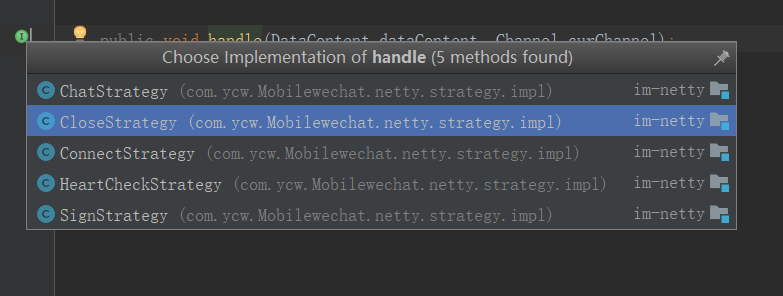 public void handle(DataContent dataContent, Channel curChannel);
Choose Implementation of handle (5 methods found)
ChatStrategy (com.ycw.Mobilewechat.netty.strategy.impl) im-netty
CloseStrategy (com.ycw.Mobilewechat.netty.strategy.impl) im-netty
ConnectStrategy (com.ycw.Mobilewechat.netty.strategy.impl) im-netty
HeartCheckStrategy (com.ycw.Mobilewechat.netty.strategy.impl) im-netty
SignStrategy (com.ycw.Mobilewechat.netty.strategy.impl) im-netty